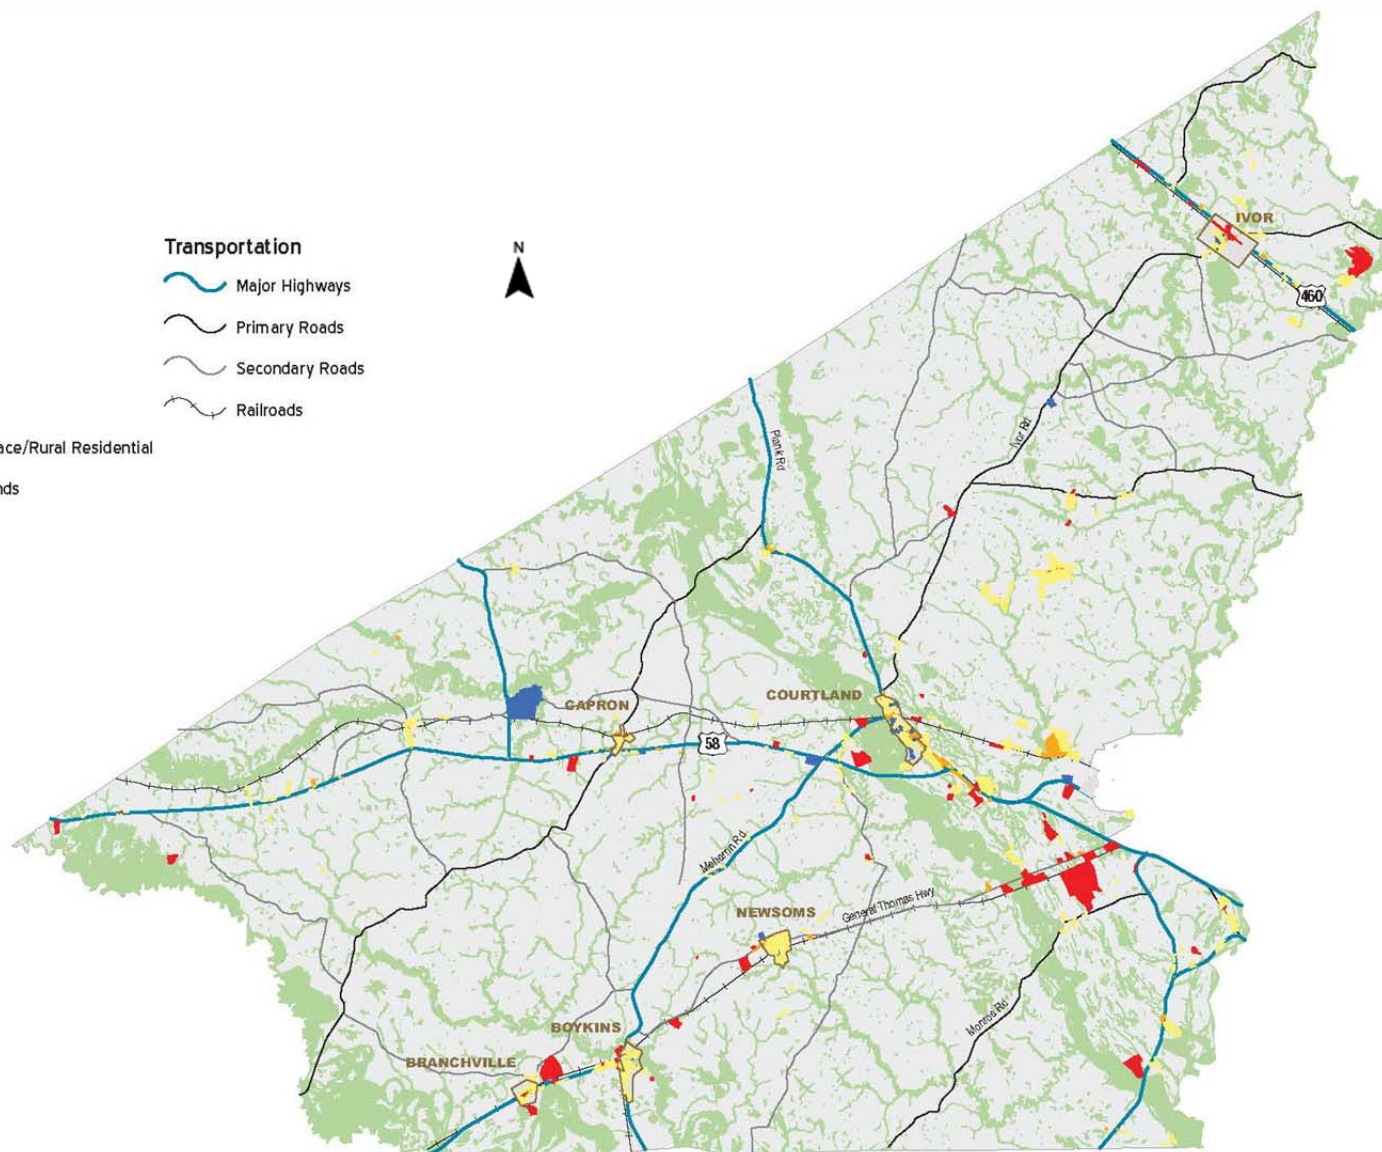 Transportation
Major Highways
Primary Roads
Secondary Roads
Railroads
ace/Rural Residential
nds
N
IVOR
460
Plank Rd
Ivor Rd
COURTLAND
CAPRON
58
Meherrin Rd
NEWSOMS
General Thomas Hwy
Monroe Rd
BOYKINS
BRANCHVILLE